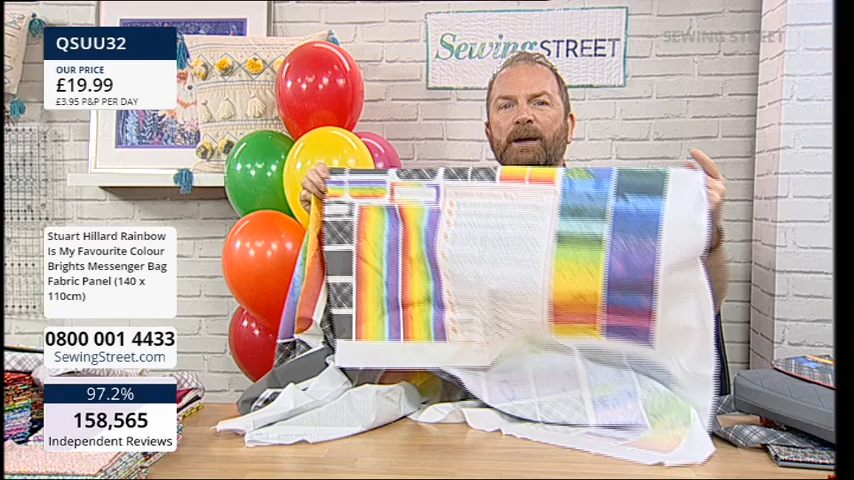 QSUU32
OUR PRICE
£19.99
£3.95 P&P PER DAY
Sewing STREET
SEWING STREET
Stuart Hillard Rainbow
Is My Favourite Colour
Brights Messenger Bag
Fabric Panel (140 x
110cm)
0800 001 4433
SewingStreet.com
97.2%
158,565
Independent Reviews